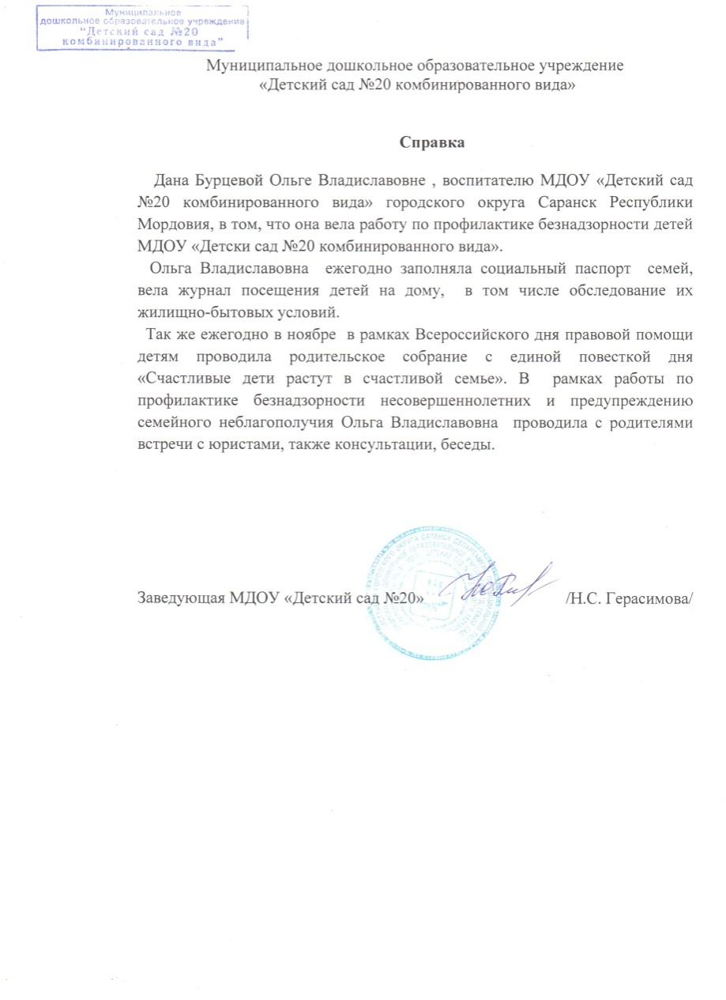 Муниципальное
дошкольное образовательное учреждение
"Детский сад №20
комбинированного вида"
Муниципальное дошкольное образовательное учреждение
«Детский сад №20 комбинированного вида»
Справка
Дана Бурцевой Ольге Владиславовне , воспитателю МДОУ «Детский сад
№20 комбинированного вида» городского округа Саранск Республики
Мордовия, в том, что она вела работу по профилактике безнадзорности детей
МДОУ «Детски сад №20 комбинированного вида».
Ольга Владиславовна ежегодно заполняла социальный паспорт семей,
вела журнал посещения детей на дому, в том числе обследование их
жилищно-бытовых условий.
Так же ежегодно в ноябре в рамках Всероссийского дня правовой помощи
детям проводила родительское собрание с единой повесткой дня
«Счастливые дети растут в счастливой семье». В рамках работы по
профилактике безнадзорности несовершеннолетних и предупреждению
семейного неблагополучия Ольга Владиславовна проводила с родителями
встречи с юристами, также консультации, беседы.
ГОРОДСКОГО ОКРУГА САРАНСК ДЕПАРТАМЕНТ
Заведующая МДОУ «Детский сад №20» /Н.С. Герасимова/